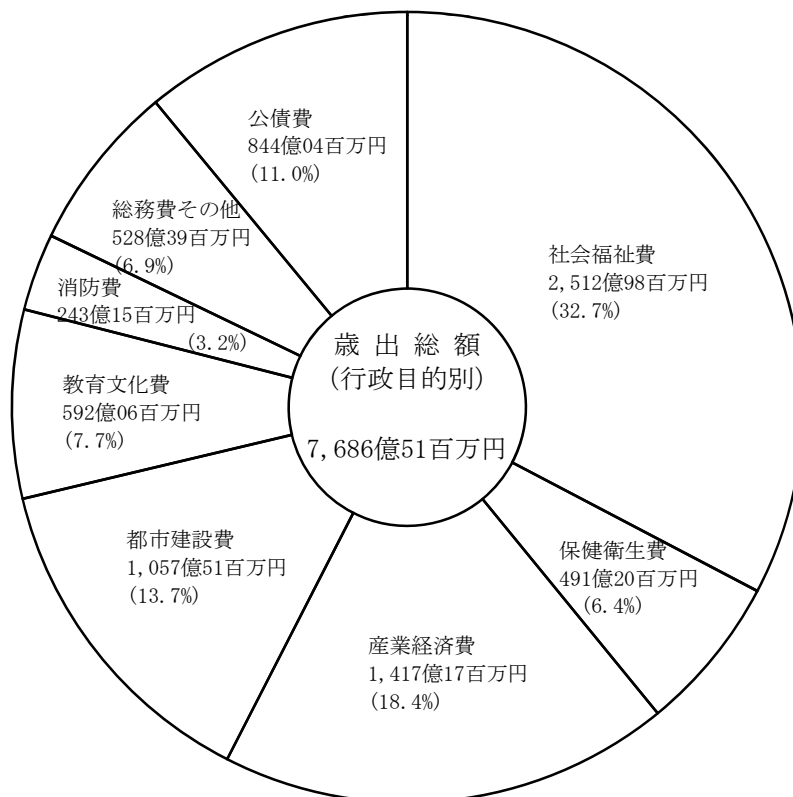 公債費
844億04百万円
(11.0%)
総務費その他
528億39百万円
(6.9%)
消防費
243億15百万円
(3.2%)
教育文化費
592億06百万円
(7.7%)
都市建設費
1,057億51百万円
(13.7%)
産業経済費
1,417億17百万円
(18.4%)
保健衛生費
491億20百万円
(6.4%)
社会福祉費
2,512億98百万円
(32.7%)
歳出総額
(行政目的別)
7,686億51百万円